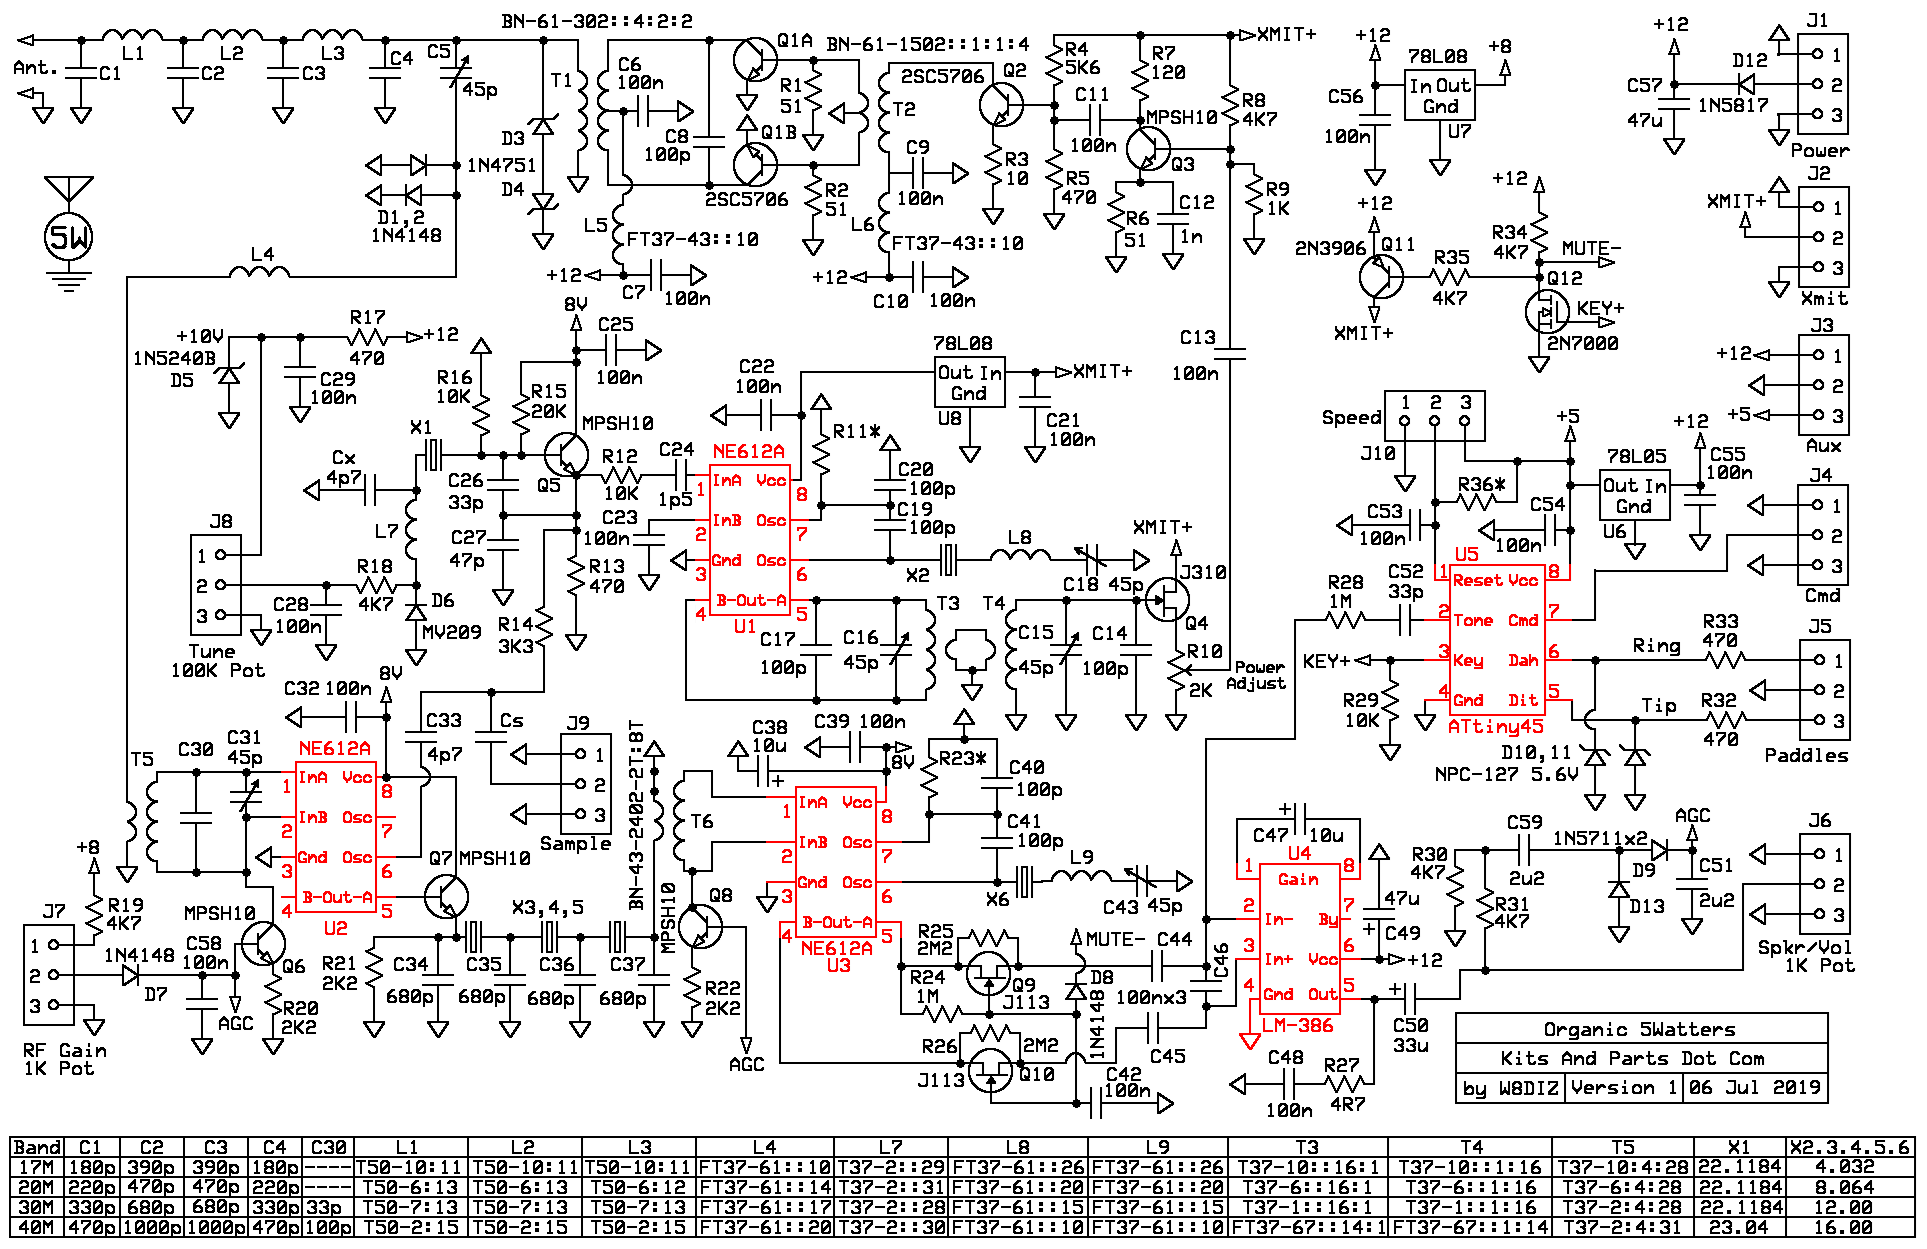 BN-61-302::4:2:2
Ant.
C1
L1
C2
L2
C3
L3
C4
C5
45p
D1,2
1N4148
D3
1N4751
D4
T1
C6
100n
C8
100p
Q1A
Q1B
2SC5706
R1
51
R2
51
BN-61-1502::1:1:4
2SC5706
T2
Q2
C9
100n
R3
10
R4
5K6
R5
470
C11
100n
R7
120
MPSH10
Q3
R6
51
C12
1n
R8
4K7
R9
1K
XMIT+
5W
L4
L5
FT37-43::10
+12
C7
100n
L6
FT37-43::10
+12
C10
100n
C13
100n
+12
78L08
In Out
Gnd
U7
+8
C56
100n
+12
C57
47u
D12
1N5817
J1
1
2
3
Power
J2
XMIT+
1
2
3
Xmit
+12
2N3906
Q11
XMIT+
R35
4K7
+12
R34
4K7
MUTE-
Q12
KEY+
2N7000
J3
+12
1
2
+5
3
Aux
+10V
1N5240B
D5
R17
470
+12
C29
100n
8V
C25
100n
R16
10K
R15
20K
MPSH10
Q5
X1
Cx
4p7
L7
C26
33p
C27
47p
R12
10K
C24
1p5
C23
100n
R13
470
R14
3K3
R18
4K7
D6
MV209
C28
100n
J8
1
2
3
Tune
100K Pot
NE612A
InA Vcc
InB Osc
Gnd Osc
B-Out-A
1
2
3
4
8
7
6
5
U1
C22
100n
78L08
Out In
Gnd
U8
XMIT+
C21
100n
R11*
C20
100p
C19
100p
X2
L8
C18
45p
C17
100p
C16
45p
T3
T4
C15
45p
C14
100p
XMIT+
J310
Q4
R10
2K
Power
Adjust
Speed
1 2 3
J10
+5
R36*
C53
100n
C54
100n
78L05
Out In
Gnd
U6
+12
C55
100n
U5
Reset Vcc
Tone Cmd
Key Dah
Gnd Dit
1
2
3
4
8
7
6
5
ATtiny45
R28
1M
C52
33p
KEY+
R29
10K
J4
1
2
3
Cmd
J5
1
2
3
Paddles
Ring
R33
470
Tip
R32
470
D10,11
NPC-127 5.6V
C32
100n
8V
T5
C30
C31
45p
NE612A
InA Vcc
InB Osc
Gnd Osc
B-Out-A
1
2
3
4
8
7
6
5
U2
C33
4p7
Cs
J9
1
2
3
Sample
Q7
MPSH10
+8
R19
4K7
J7
1
2
3
RF Gain
1K Pot
1N4148
D7
C58
100n
MPSH10
Q6
AGC
R20
2K2
R21
2K2
X3,4,5
C34
680p
C35
680p
C36
680p
C37
680p
BN-43-2402-2T:8T
T6
MPSH10
Q8
R22
2K2
AGC
C38
10u
+
C39
100n
8V
R23*
C40
100p
C41
100p
InA Vcc
InB Osc
Gnd Osc
B-Out-A
1
2
3
4
8
7
6
5
NE612A
U3
X6
L9
C43
45p
R25
2M2
R24
1M
Q9
J113
R26
2M2
J113
Q10
MUTE-
D8
1N4148
C44
100nx3
C45
C46
C42
100n
+
C47
10u
U4
Gain
In- By
In+ Vcc
Gnd Out
1
2
3
4
8
7
6
5
LM-386
47u
+
C49
+12
C48
100n
R27
4R7
+
C50
33u
R30
4K7
R31
4K7
C59
2u2
1N5711x2
D9
D13
AGC
C51
2u2
J6
1
2
3
Spkr/Vol
1K Pot
Organic 5Watters
Kits And Parts Dot Com
by W8DIZ Version 1 06 Jul 2019
Band C1 C2 C3 C4 C30 L1 L2 L3 L4 L7 L8 L9 T3 T4 T5 X1 X2.3.4.5.6
17M 180p 390p 390p 180p ---- T50-10:11 T50-10:11 T50-10:11 FT37-61::10 T37-2::29 FT37-61::26 FT37-61::26 T37-10::16:1 T37-10::1:16 T37-10:4:28 22.1184 4.032
20M 220p 470p 470p 220p ---- T50-6:13 T50-6:13 T50-6:12 FT37-61::14 T37-2::31 FT37-61::20 FT37-61::20 T37-6::16:1 T37-6::1:16 T37-6:4:28 22.1184 8.064
30M 330p 680p 680p 330p 33p T50-7:13 T50-7:13 T50-7:13 FT37-61::17 T37-2::28 FT37-61::15 FT37-61::15 T37-1::16:1 T37-1::1:16 T37-2:4:28 22.1184 12.00
40M 470p 1000p 1000p 470p 100p T50-2:15 T50-2:15 T50-2:15 FT37-61::20 T37-2::30 FT37-61::10 FT37-61::10 FT37-67::14:1 FT37-67::1:14 T37-2:4:31 23.04 16.00